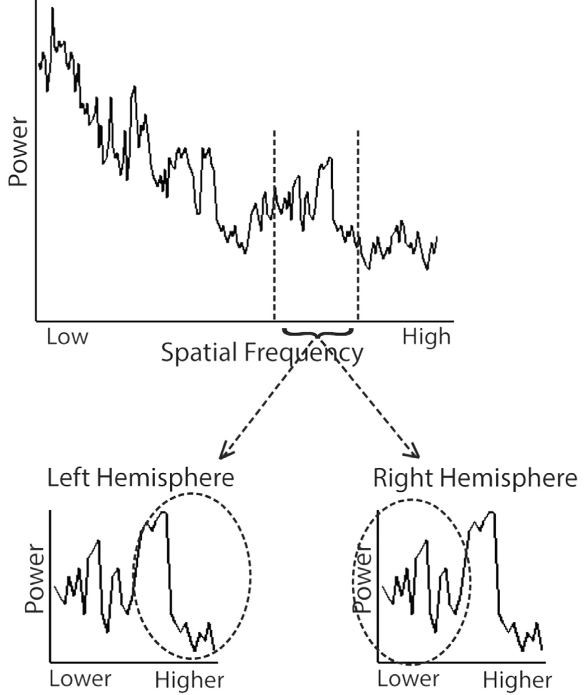 Power
Low
High
Spatial Frequency
Left Hemisphere
Right Hemisphere
Power
Power
Lower
Higher
Lower
Higher